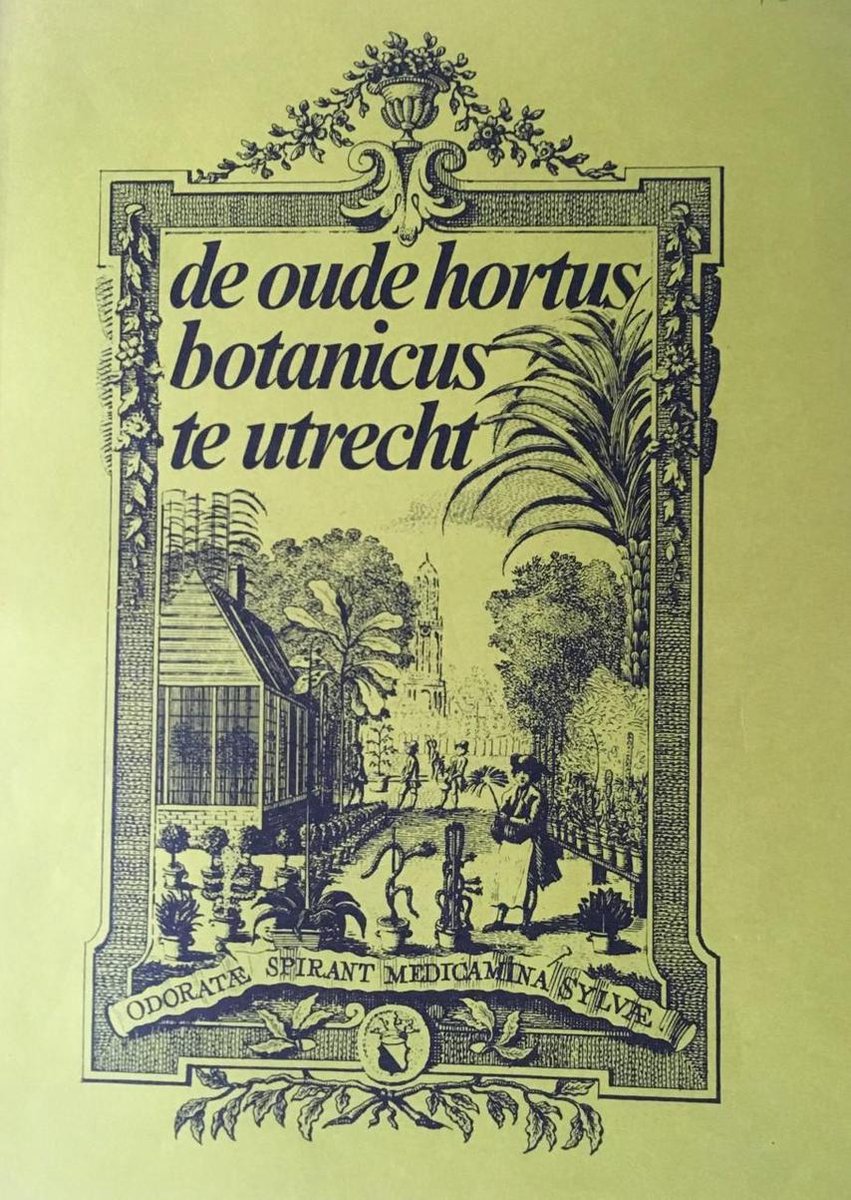 de oude hortus
botanicus
te utrecht
ODORATÆ SPIRANT MEDICAMINA SYLVÆ